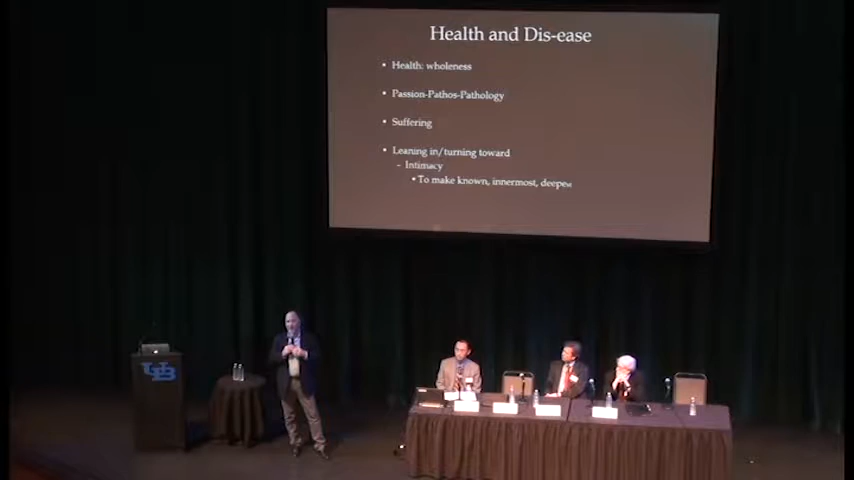 Health and Dis-ease
• Health: wholeness
• Passion-Pathos-Pathology
• Suffering
• Leaning in/turning toward
- Intimacy
• To make known, innermost, deepest
UB